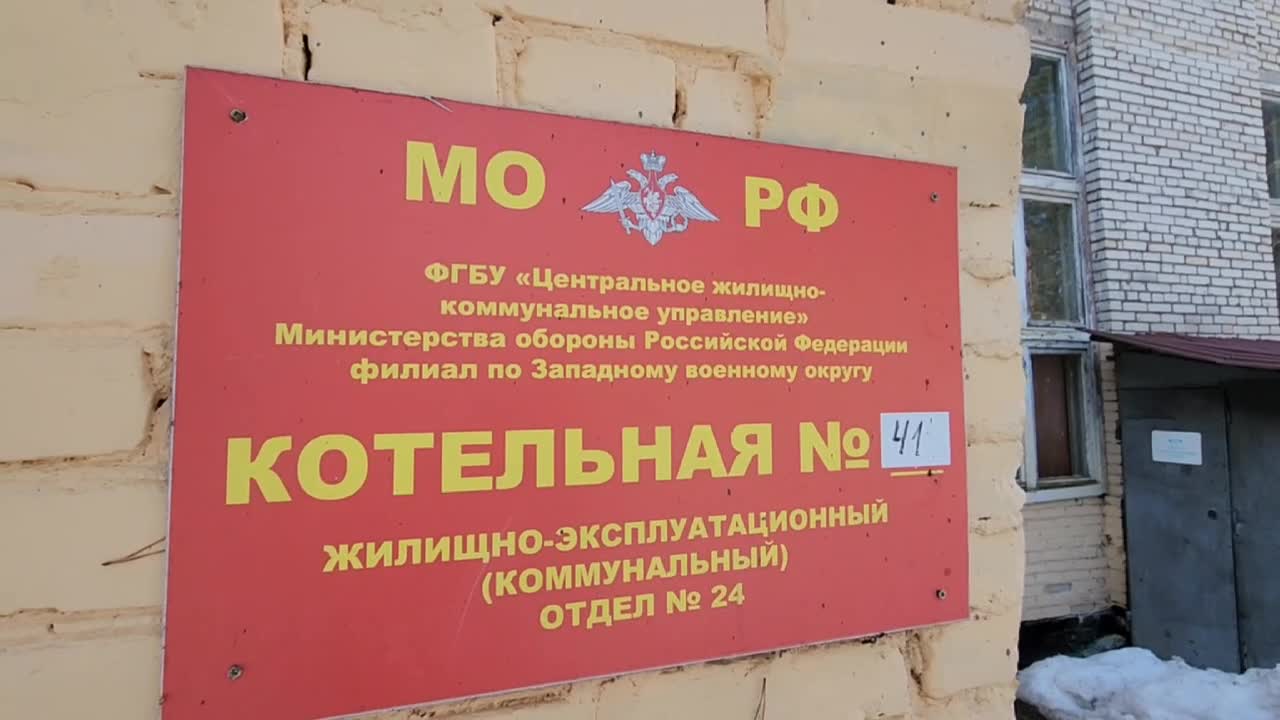 МО РФ
ФГБУ «Центральное жилищно-
коммунальное управление»
Министерства обороны Российской Федерации
филиал по Западному военному округу
КОТЕЛЬНАЯ № 41
ЖИЛИЩНО-ЭКСПЛУАТАЦИОННЫЙ
(КОММУНАЛЬНЫЙ)
ОТДЕЛ № 24